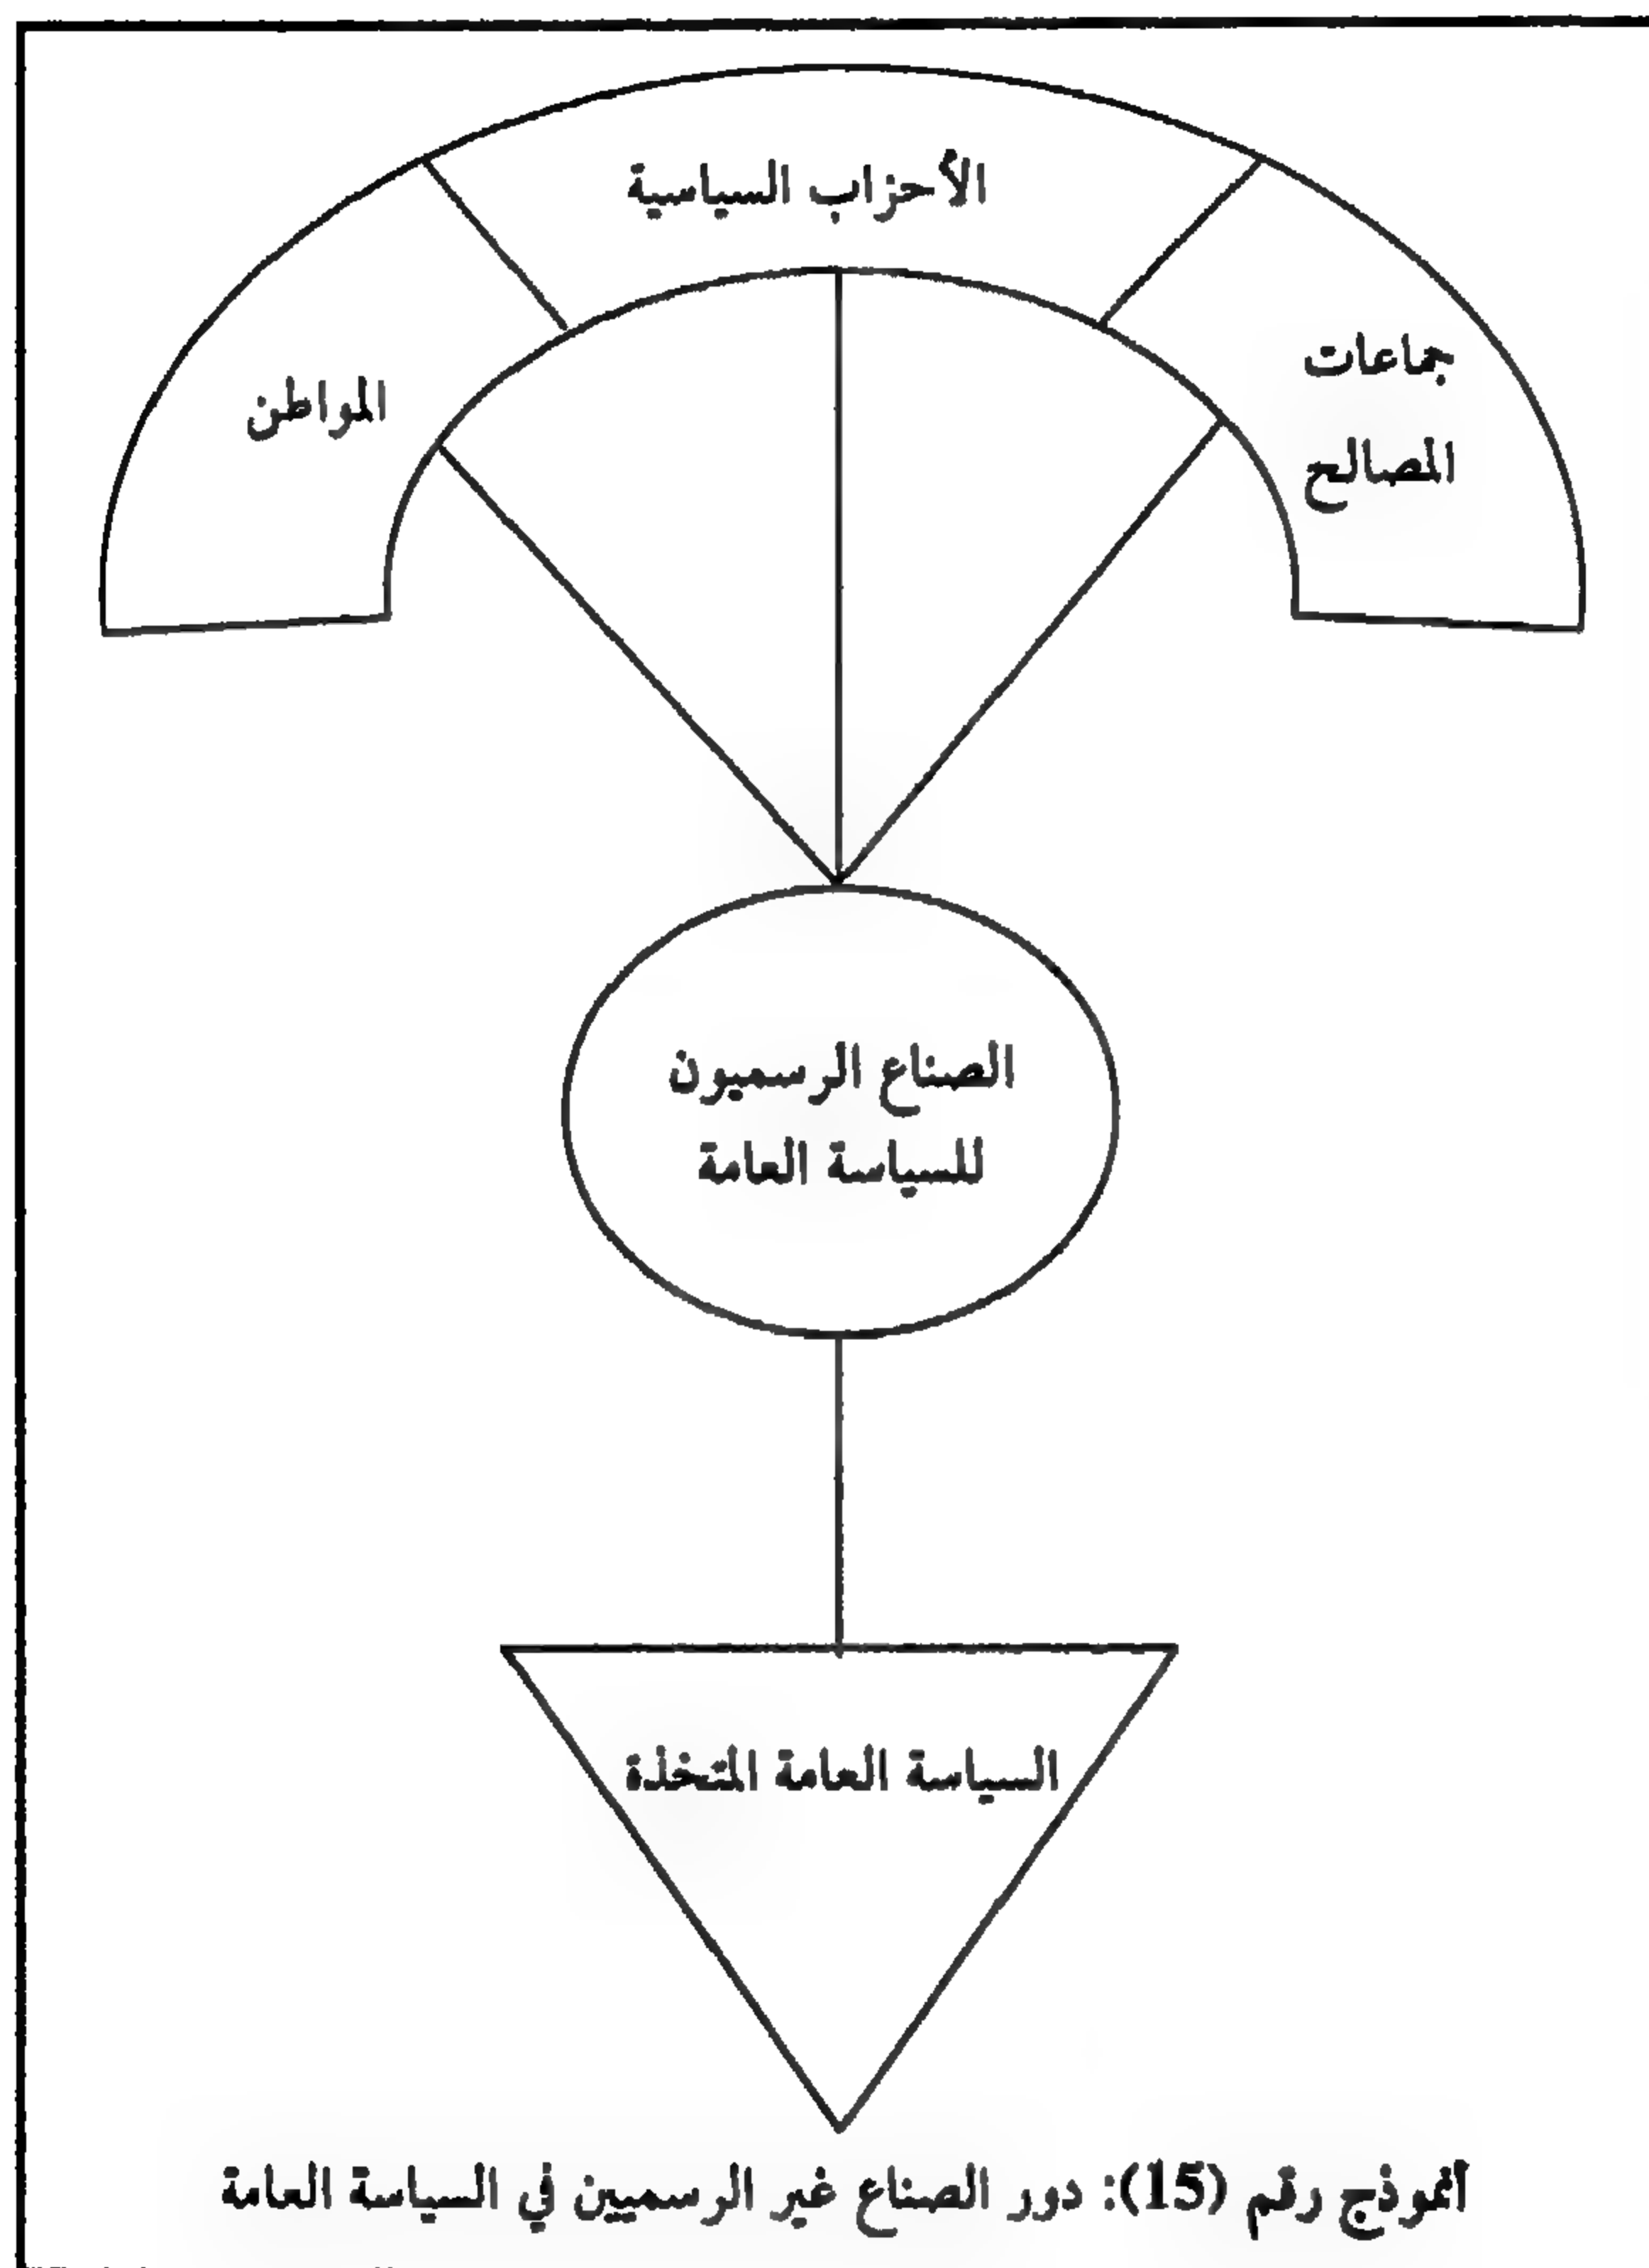 الأحزاب السياسية
جماعات
المصالح
المواطن
الصناع الرسميون
للسياسة العامة
السياسة العامة المتخذة
أنموذج رقم (15): دور الصناع غير الرسميين في السياسة العامة